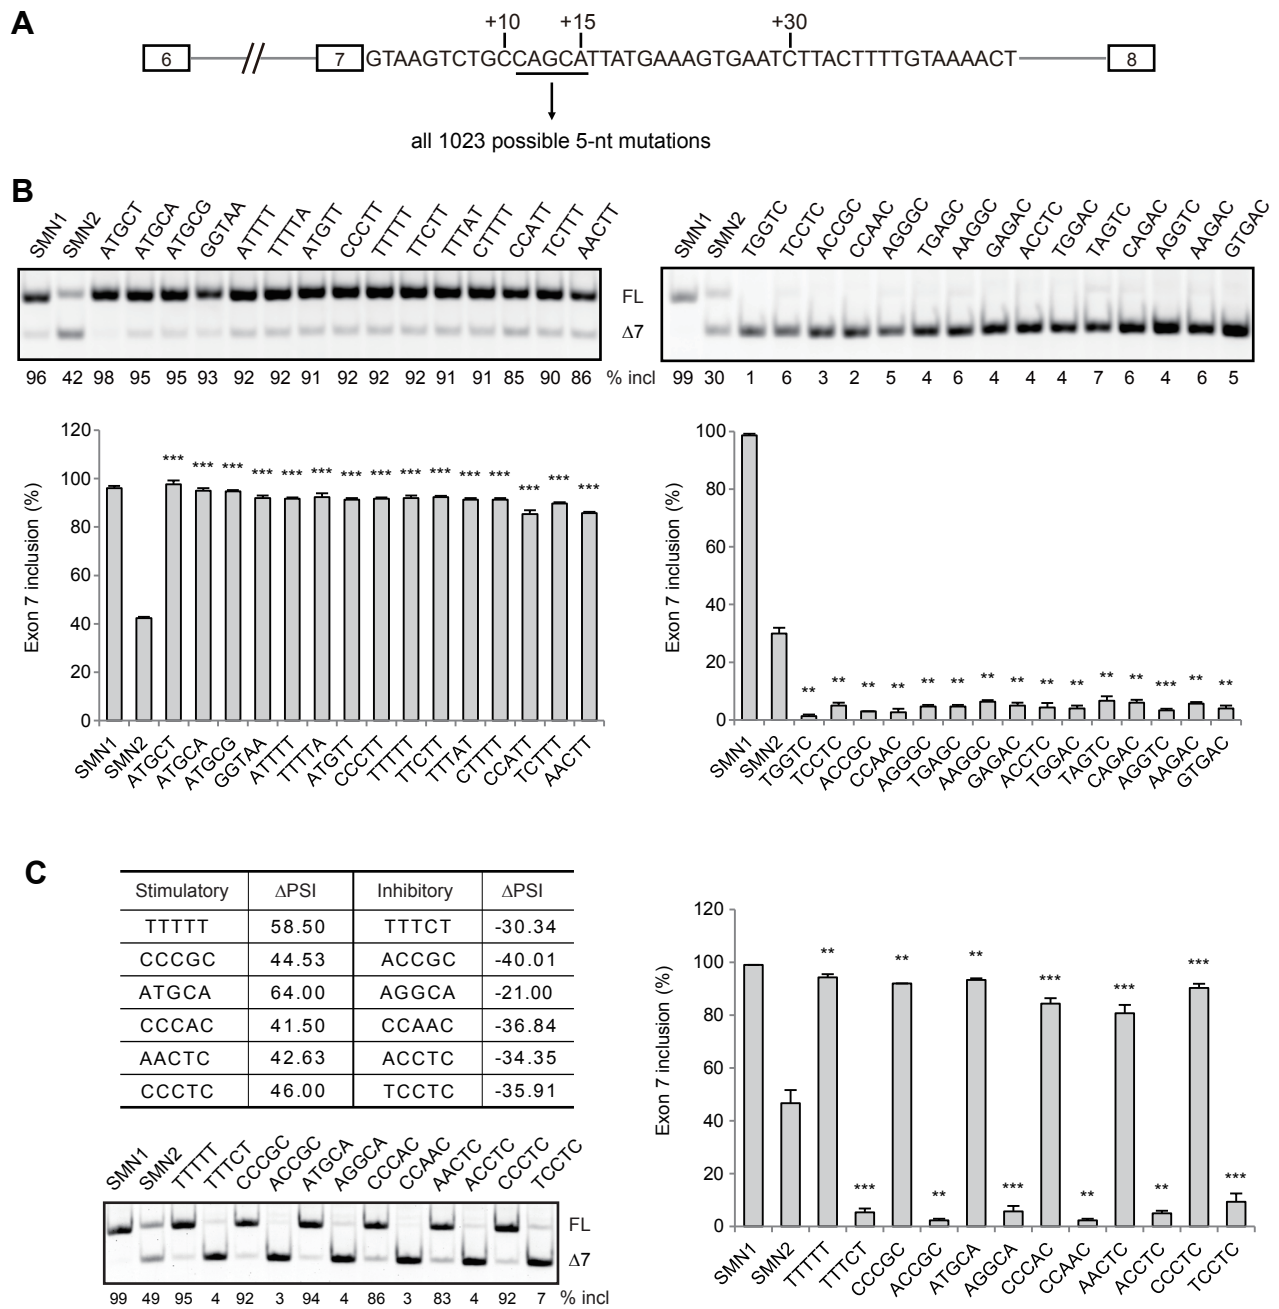 A
+10 +15 +30
6 // 7 GTAAGTCTGCCAGCATTATGAAAGTGAATCTTACTTTTGTAAAACT 8
all 1023 possible 5-nt mutations
B
SMN1 SMN2 ATGCT ATGCA ATGCG GGTAA ATTTT TTTTA ATGTT CCCTT TTTTT TTCTT TTTAT CTTTT CCATT TCTTT AACTT
SMN1 SMN2 TGGTC TCCTC ACCGC CCAAC AGGGC TGAGC AAGGC GAGAC ACCTC TGGAC TAGTC CAGAC AGGTC AAGAC GTGAC
FL
Δ7
96 42 98 95 95 93 92 92 91 92 92 92 91 91 85 90 86 % incl 99 30 1 6 3 2 5 4 6 4 4 4 7 6 4 6 5
Exon 7 inclusion (%)
120
100
80
60
40
20
0
*** *** *** *** *** *** *** *** *** *** *** *** *** *** ***
SMN1 SMN2 ATGCT ATGCA ATGCG GGTAA ATTTT TTTTA ATGTT CCCTT TTTTT TTCTT TTTAT CTTTT CCATT TCTTT AACTT
Exon 7 inclusion (%)
100
80
60
40
20
0
** ** ** ** ** ** ** ** ** ** ** ** *** ** **
SMN1 SMN2 TGGTC TCCTC ACCGC CCAAC AGGGC TGAGC AAGGC GAGAC ACCTC TGGAC TAGTC CAGAC AGGTC AAGAC GTGAC
C
Stimulatory ΔPSI Inhibitory ΔPSI
TTTTT 58.50 TTTCT -30.34
CCCGC 44.53 ACCGC -40.01
ATGCA 64.00 AGGCA -21.00
CCCAC 41.50 CCAAC -36.84
AACTC 42.63 ACCTC -34.35
CCCTC 46.00 TCCTC -35.91
SMN1 SMN2 TTTTT TTTCT CCCGC ACCGC ATGCA AGGCA CCCAC CCAAC AACTC ACCTC CCCTC TCCTC
FL
Δ7
99 49 95 4 92 3 94 4 86 3 83 4 92 7 % incl
Exon 7 inclusion (%)
120
100
80
60
40
20
0
** *** ** ** ** *** *** ** *** ** *** ***
SMN1 SMN2 TTTTT TTTCT CCCGC ACCGC ATGCA AGGCA CCCAC CCAAC AACTC ACCTC CCCTC TCCTC